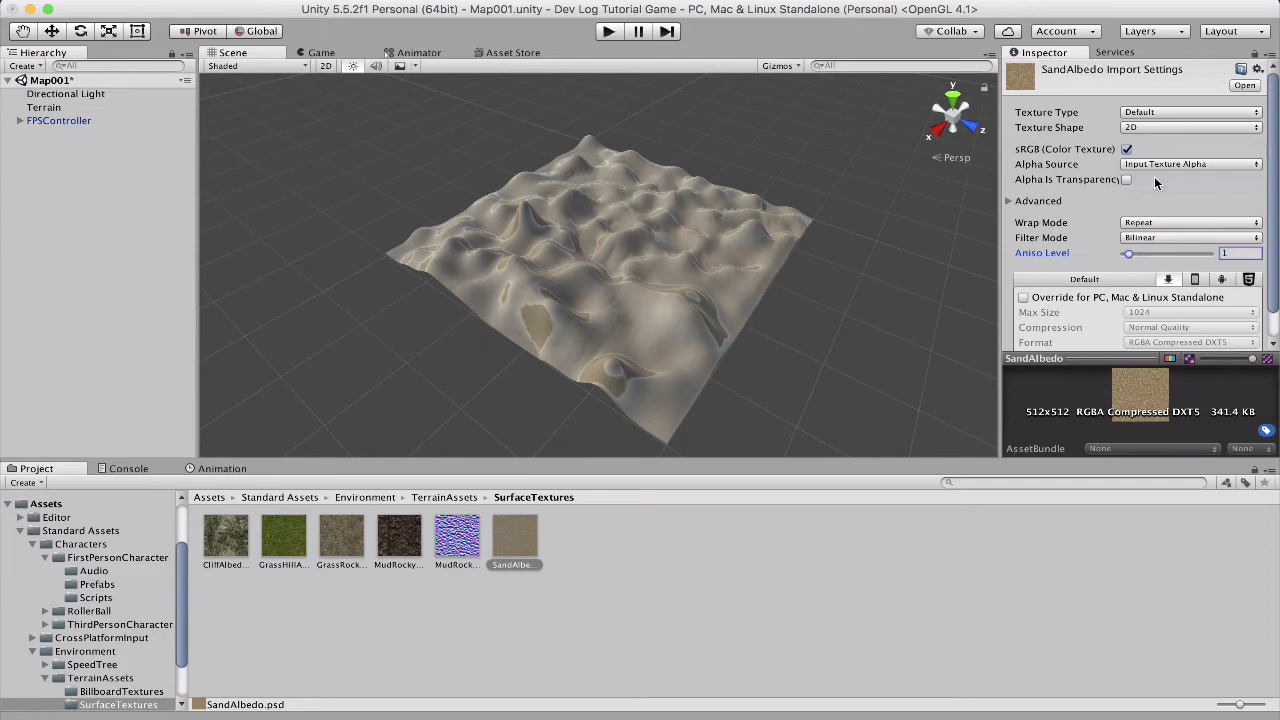 Unity 5.5.2f1 Personal (64bit) - Map001.unity - Dev Log Tutorial Game - PC, Mac & Linux Standalone (Personal) <OpenGL 4.1>
Pivot Global Collab Account Layers Layout
Hierarchy
Create All
Map001*
Directional Light
Terrain
FPSController
Scene Game Animator Asset Store
Shaded 2D Gizmos All
y
x
z
Persp
Inspector Services
SandAlbedo Import Settings
Open
Texture Type Default
Texture Shape 2D
sRGB (Color Texture)
Alpha Source Input Texture Alpha
Alpha Is Transparency
Advanced
Wrap Mode Repeat
Filter Mode Bilinear
Aniso Level 1
Default
Override for PC, Mac & Linux Standalone
Max Size 1024
Compression Normal Quality
Format RGBA Compressed DXT5
SandAlbedo
512x512 RGBA Compressed DXT5 341.4 KB
AssetBundle None None
Project Console Animation
Create
Assets
Editor
Standard Assets
Characters
FirstPersonCharacter
Audio
Prefabs
Scripts
RollerBall
ThirdPersonCharacter
CrossPlatformInput
Environment
SpeedTree
TerrainAssets
BillboardTextures
SurfaceTextures
Assets Standard Assets Environment TerrainAssets SurfaceTextures
CliffAlbed... GrassHillA... GrassRock... MudRocky... MudRock... SandAlbe...
SandAlbedo.psd